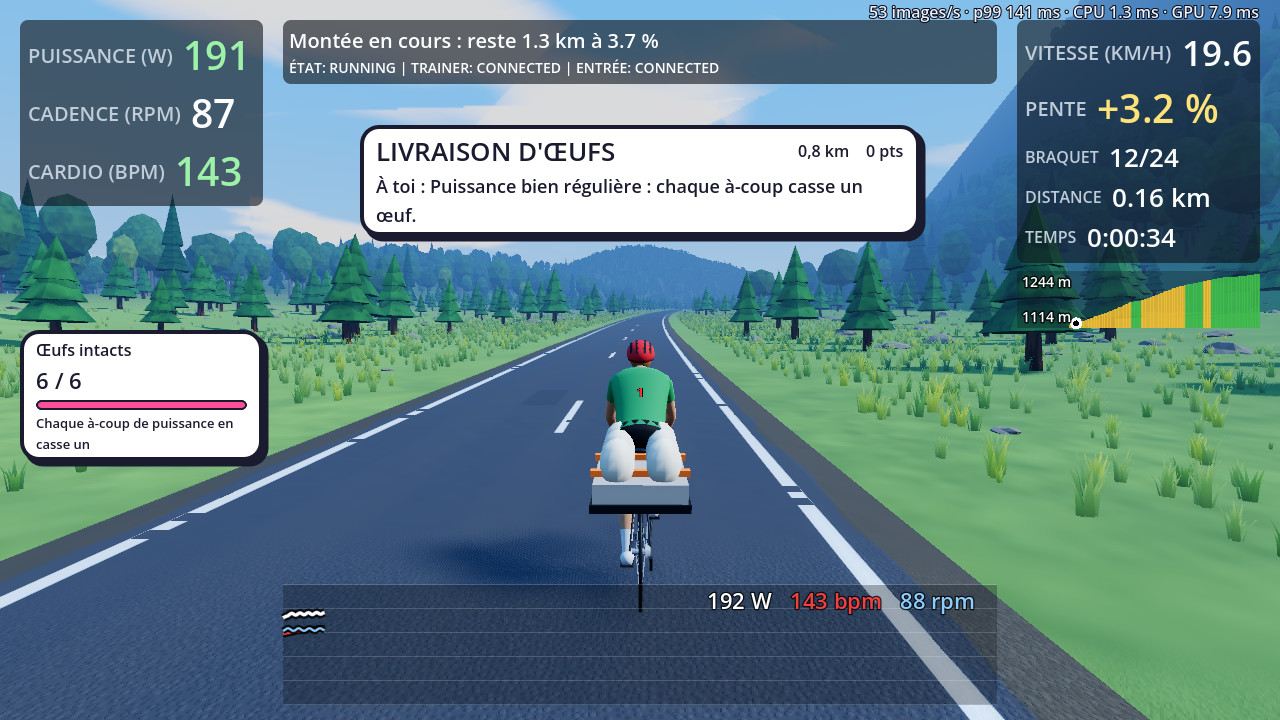 53 images/s · p99 141 ms · CPU 1.3 ms · GPU 7.9 ms
PUISSANCE (W) 191
CADENCE (RPM) 87
CARDIO (BPM) 143
Montée en cours : reste 1.3 km à 3.7 %
ÉTAT: RUNNING | TRAINER: CONNECTED | ENTRÉE: CONNECTED
VITESSE (KM/H) 19.6
PENTE +3.2 %
BRAQUET 12/24
DISTANCE 0.16 km
TEMPS 0:00:34
LIVRAISON D'ŒUFS 0,8 km 0 pts
À toi : Puissance bien régulière : chaque à-coup casse un
œuf.
1244 m
1114 m
Œufs intacts
6 / 6
Chaque à-coup de puissance en
casse un
1
192 W 143 bpm 88 rpm